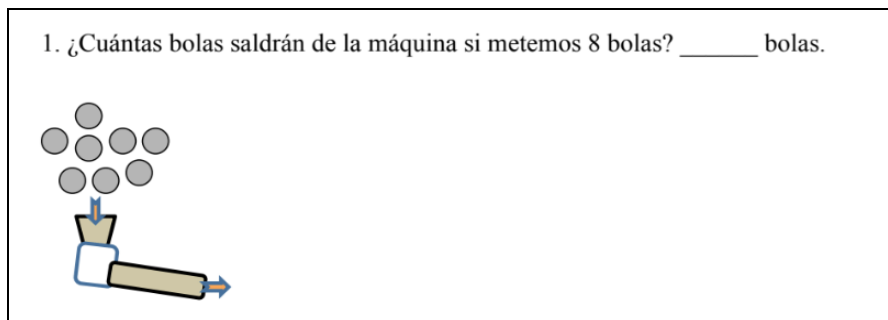 1. ¿Cuántas bolas saldrán de la máquina si metemos 8 bolas? _______ bolas.